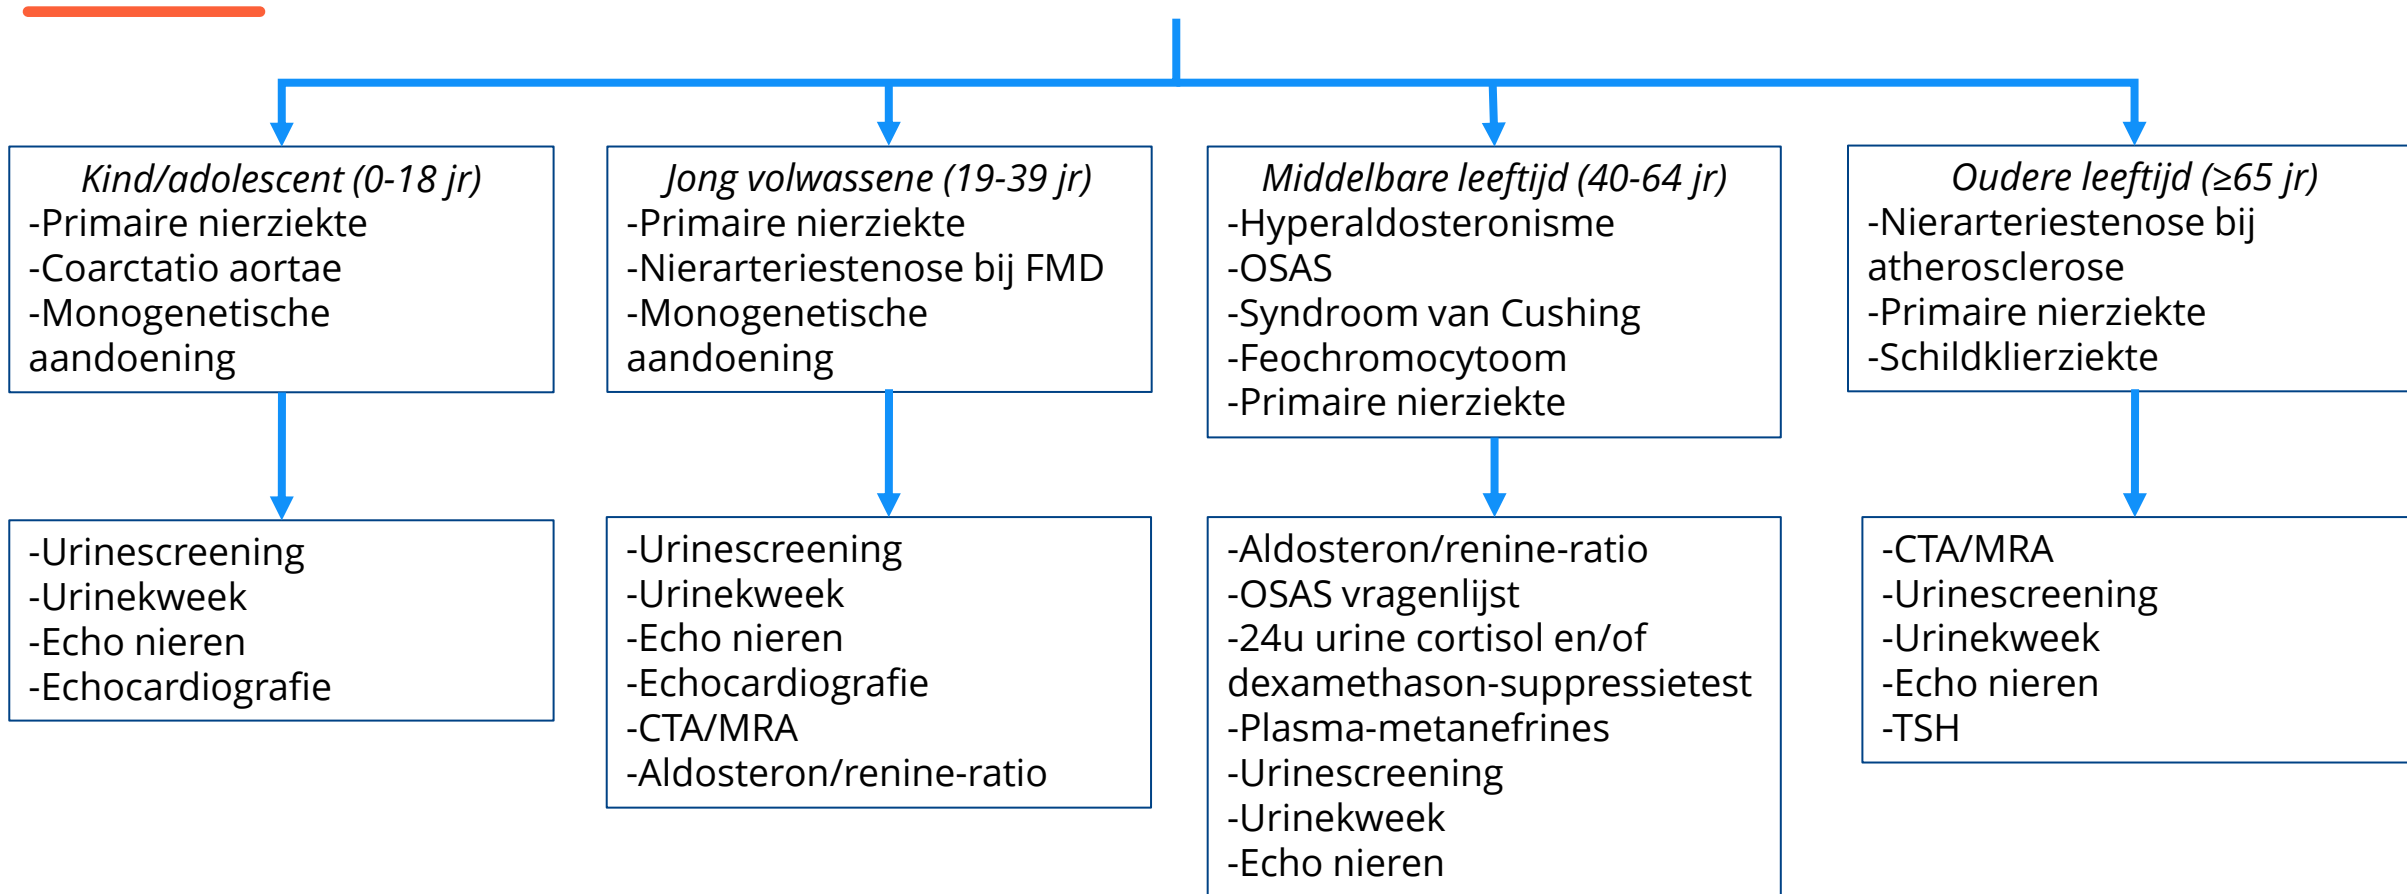 Kind/adolescent (0-18 jr)
-Primaire nierziekte
-Coarctatio aortae
-Monogenetische
aandoening
Jong volwassene (19-39 jr)
-Primaire nierziekte
-Nierarteriestenose bij FMD
-Monogenetische
aandoening
Middelbare leeftijd (40-64 jr)
-Hyperaldosteronisme
-OSAS
-Syndroom van Cushing
-Feochromocytoom
-Primaire nierziekte
Oudere leeftijd (≥65 jr)
-Nierarteriestenose bij
atherosclerose
-Primaire nierziekte
-Schildklierziekte
-Urinescreening
-Urinekweek
-Echo nieren
-Echocardiografie
-Urinescreening
-Urinekweek
-Echo nieren
-Echocardiografie
-CTA/MRA
-Aldosteron/renine-ratio
-Aldosteron/renine-ratio
-OSAS vragenlijst
-24u urine cortisol en/of
dexamethason-suppressietest
-Plasma-metanefrines
-Urinescreening
-Urinekweek
-Echo nieren
-CTA/MRA
-Urinescreening
-Urinekweek
-Echo nieren
-TSH